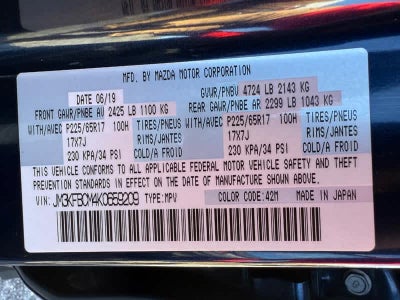 MFD. BY MAZDA MOTOR CORPORATION
DATE 06/19 GVWR/PNBV 4724 LB 2143 KG
FRONT GAWR/PNBE AV 2425 LB 1100 KG REAR GAWR/PNBE AR 2299 LB 1043 KG
WITH/AVEC P225/65R17 100H TIRES/PNEUS WITH/AVEC P225/65R17 100H TIRES/PNEUS
17X7J RIMS/JANTES 17X7J RIMS/JANTES
230 KPA/34 PSI COLD/A FROID 230 KPA/34 PSI COLD/A FROID
THIS VEHICLE CONFORMS TO ALL APPLICABLE FEDERAL MOTOR VEHICLE SAFETY AND THEFT
PREVENTION STANDARDS IN EFFECT ON THE DATE OF MANUFACTURE SHOWN ABOVE.
VIN: JM3KFBCM4K0659209 TYPE: MPV COLOR CODE: 42M MADE IN JAPAN